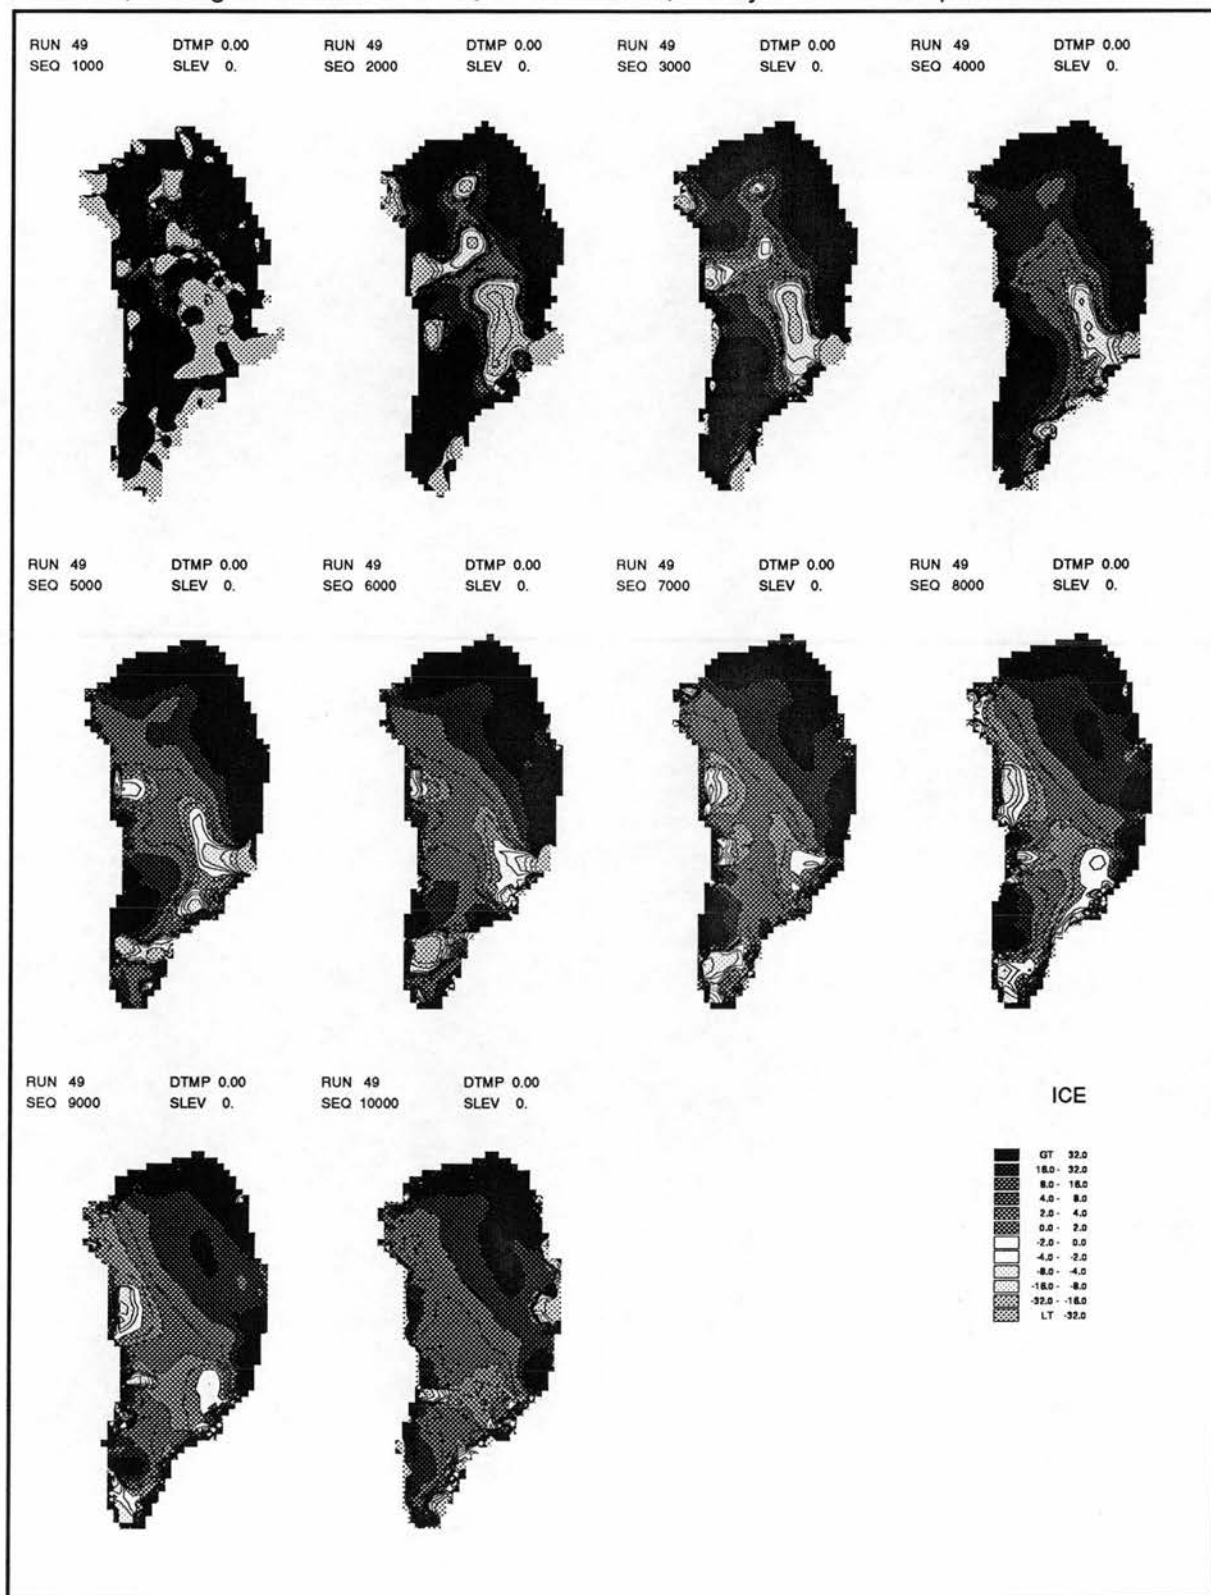 RUN 49 DTMP 0.00 RUN 49 DTMP 0.00 RUN 49 DTMP 0.00 RUN 49 DTMP 0.00
SEQ 1000 SLEV 0. SEQ 2000 SLEV 0. SEQ 3000 SLEV 0. SEQ 4000 SLEV 0.
RUN 49 DTMP 0.00 RUN 49 DTMP 0.00 RUN 49 DTMP 0.00 RUN 49 DTMP 0.00
SEQ 5000 SLEV 0. SEQ 6000 SLEV 0. SEQ 7000 SLEV 0. SEQ 8000 SLEV 0.
RUN 49 DTMP 0.00 RUN 49 DTMP 0.00
SEQ 9000 SLEV 0. SEQ 10000 SLEV 0.
ICE
GT 32.0
16.0 - 32.0
8.0 - 16.0
4.0 - 8.0
2.0 - 4.0
0.0 - 2.0
-2.0 - 0.0
-4.0 - -2.0
-8.0 - -4.0
-16.0 - -8.0
-32.0 - -16.0
LT -32.0